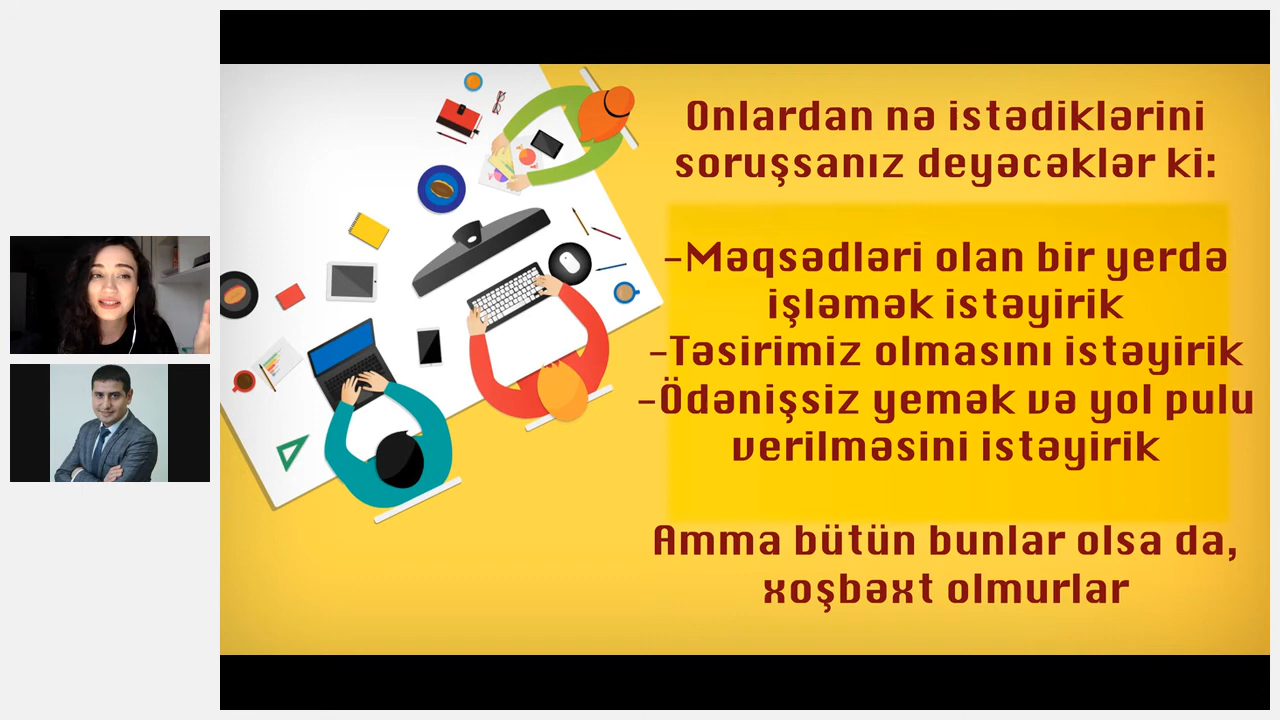 Onlardan nə istədiklərini
soruşsanız deyəcəklər ki:
-Məqsədləri olan bir yerdə
işləmək istəyirik
-Təsirimiz olmasını istəyirik
-Ödənişsiz yemək və yol pulu
verilməsini istəyirik
Amma bütün bunlar olsa da,
xoşbəxt olmurlar